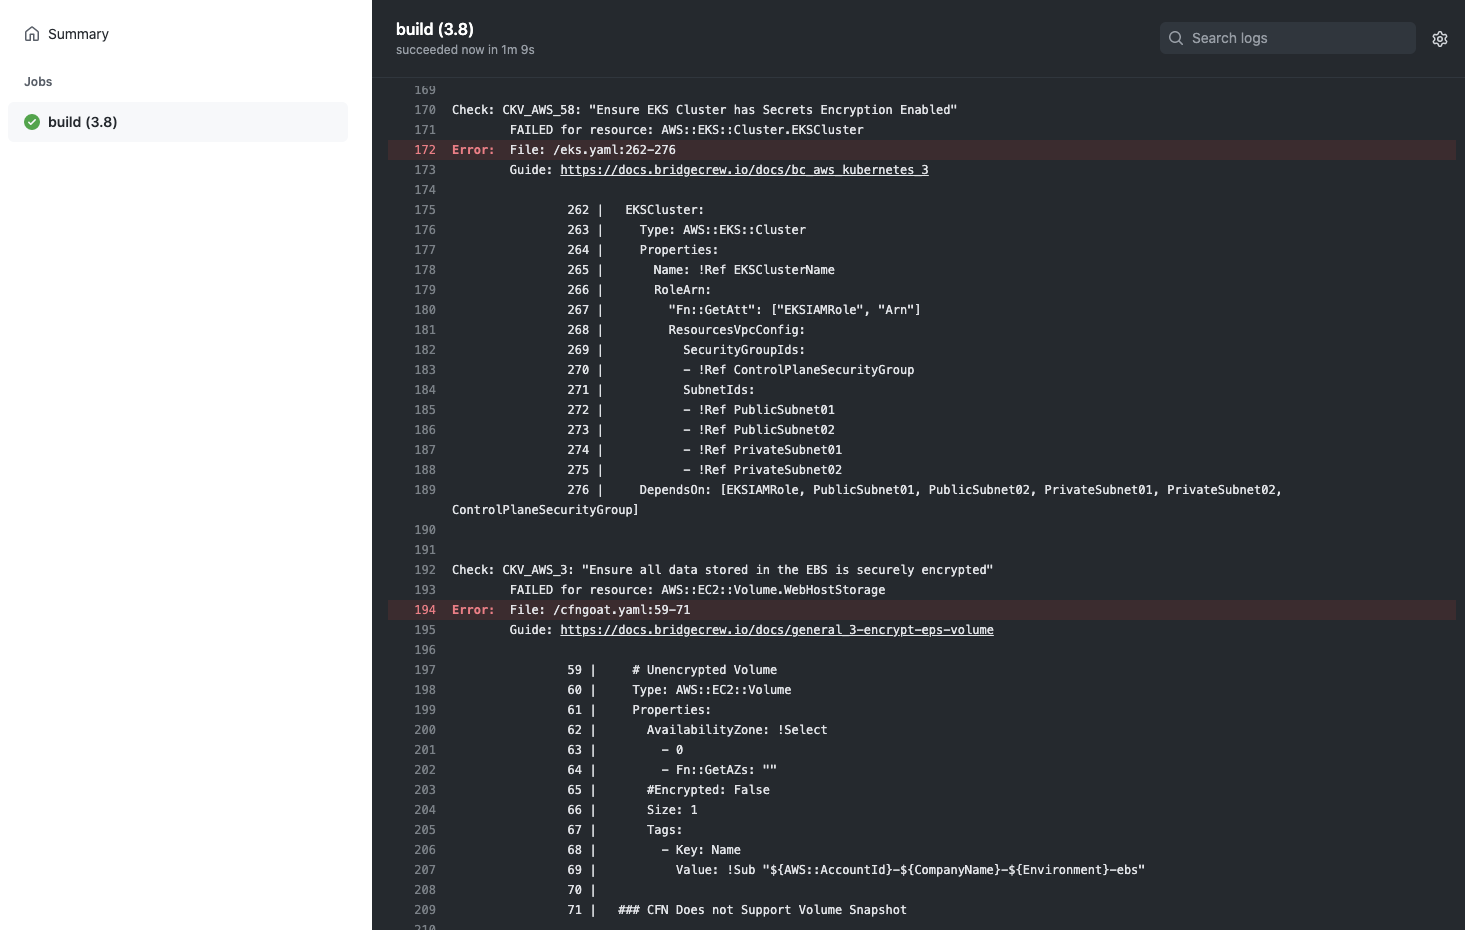 Summary
Jobs
build (3.8)
build (3.8)
succeeded now in 1m 9s
Search logs
169
170 Check: CKV_AWS_58: "Ensure EKS Cluster has Secrets Encryption Enabled"
171 FAILED for resource: AWS::EKS::Cluster.EKSCluster
172 Error: File: /eks.yaml:262-276
173 Guide: https://docs.bridgecrew.io/docs/bc_aws_kubernetes_3
174
175 262 | EKSCluster:
176 263 | Type: AWS::EKS::Cluster
177 264 | Properties:
178 265 | Name: !Ref EKSClusterName
179 266 | RoleArn:
180 267 | "Fn::GetAtt": ["EKSIAMRole", "Arn"]
181 268 | ResourcesVpcConfig:
182 269 | SecurityGroupIds:
183 270 | - !Ref ControlPlaneSecurityGroup
184 271 | SubnetIds:
185 272 | - !Ref PublicSubnet01
186 273 | - !Ref PublicSubnet02
187 274 | - !Ref PrivateSubnet01
188 275 | - !Ref PrivateSubnet02
189 276 | DependsOn: [EKSIAMRole, PublicSubnet01, PublicSubnet02, PrivateSubnet01, PrivateSubnet02,
ControlPlaneSecurityGroup]
190
191
192 Check: CKV_AWS_3: "Ensure all data stored in the EBS is securely encrypted"
193 FAILED for resource: AWS::EC2::Volume.WebHostStorage
194 Error: File: /cfngoat.yaml:59-71
195 Guide: https://docs.bridgecrew.io/docs/general_3-encrypt-eps-volume
196
197 59 | # Unencrypted Volume
198 60 | Type: AWS::EC2::Volume
199 61 | Properties:
200 62 | AvailabilityZone: !Select
201 63 | - 0
202 64 | - Fn::GetAZs: ""
203 65 | #Encrypted: False
204 66 | Size: 1
205 67 | Tags:
206 68 | - Key: Name
207 69 | Value: !Sub "${AWS::AccountId}-${CompanyName}-${Environment}-ebs"
208 70 |
209 71 | ### CFN Does not Support Volume Snapshot
210